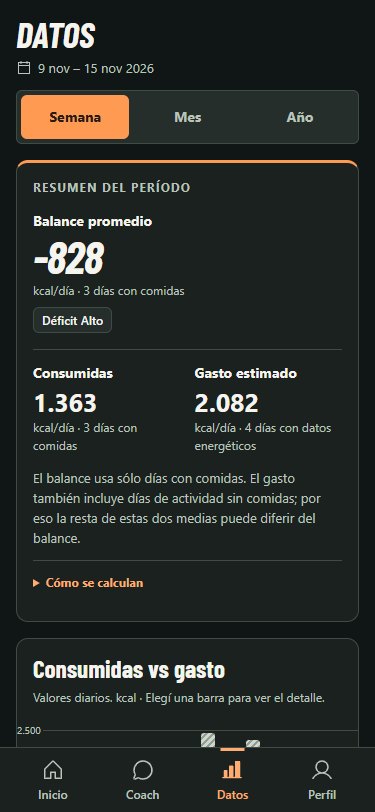 DATOS
9 nov – 15 nov 2026
Semana Mes Año
RESUMEN DEL PERÍODO
Balance promedio
-828
kcal/día · 3 días con comidas
Déficit Alto
Consumidas
1.363
kcal/día · 3 días con
comidas
Gasto estimado
2.082
kcal/día · 4 días con datos
energéticos
El balance usa sólo días con comidas. El gasto
también incluye días de actividad sin comidas; por
eso la resta de estas dos medias puede diferir del
balance.
Cómo se calculan
Consumidas vs gasto
Valores diarios. kcal · Elegí una barra para ver el detalle.
2.500
Inicio Coach Datos Perfil